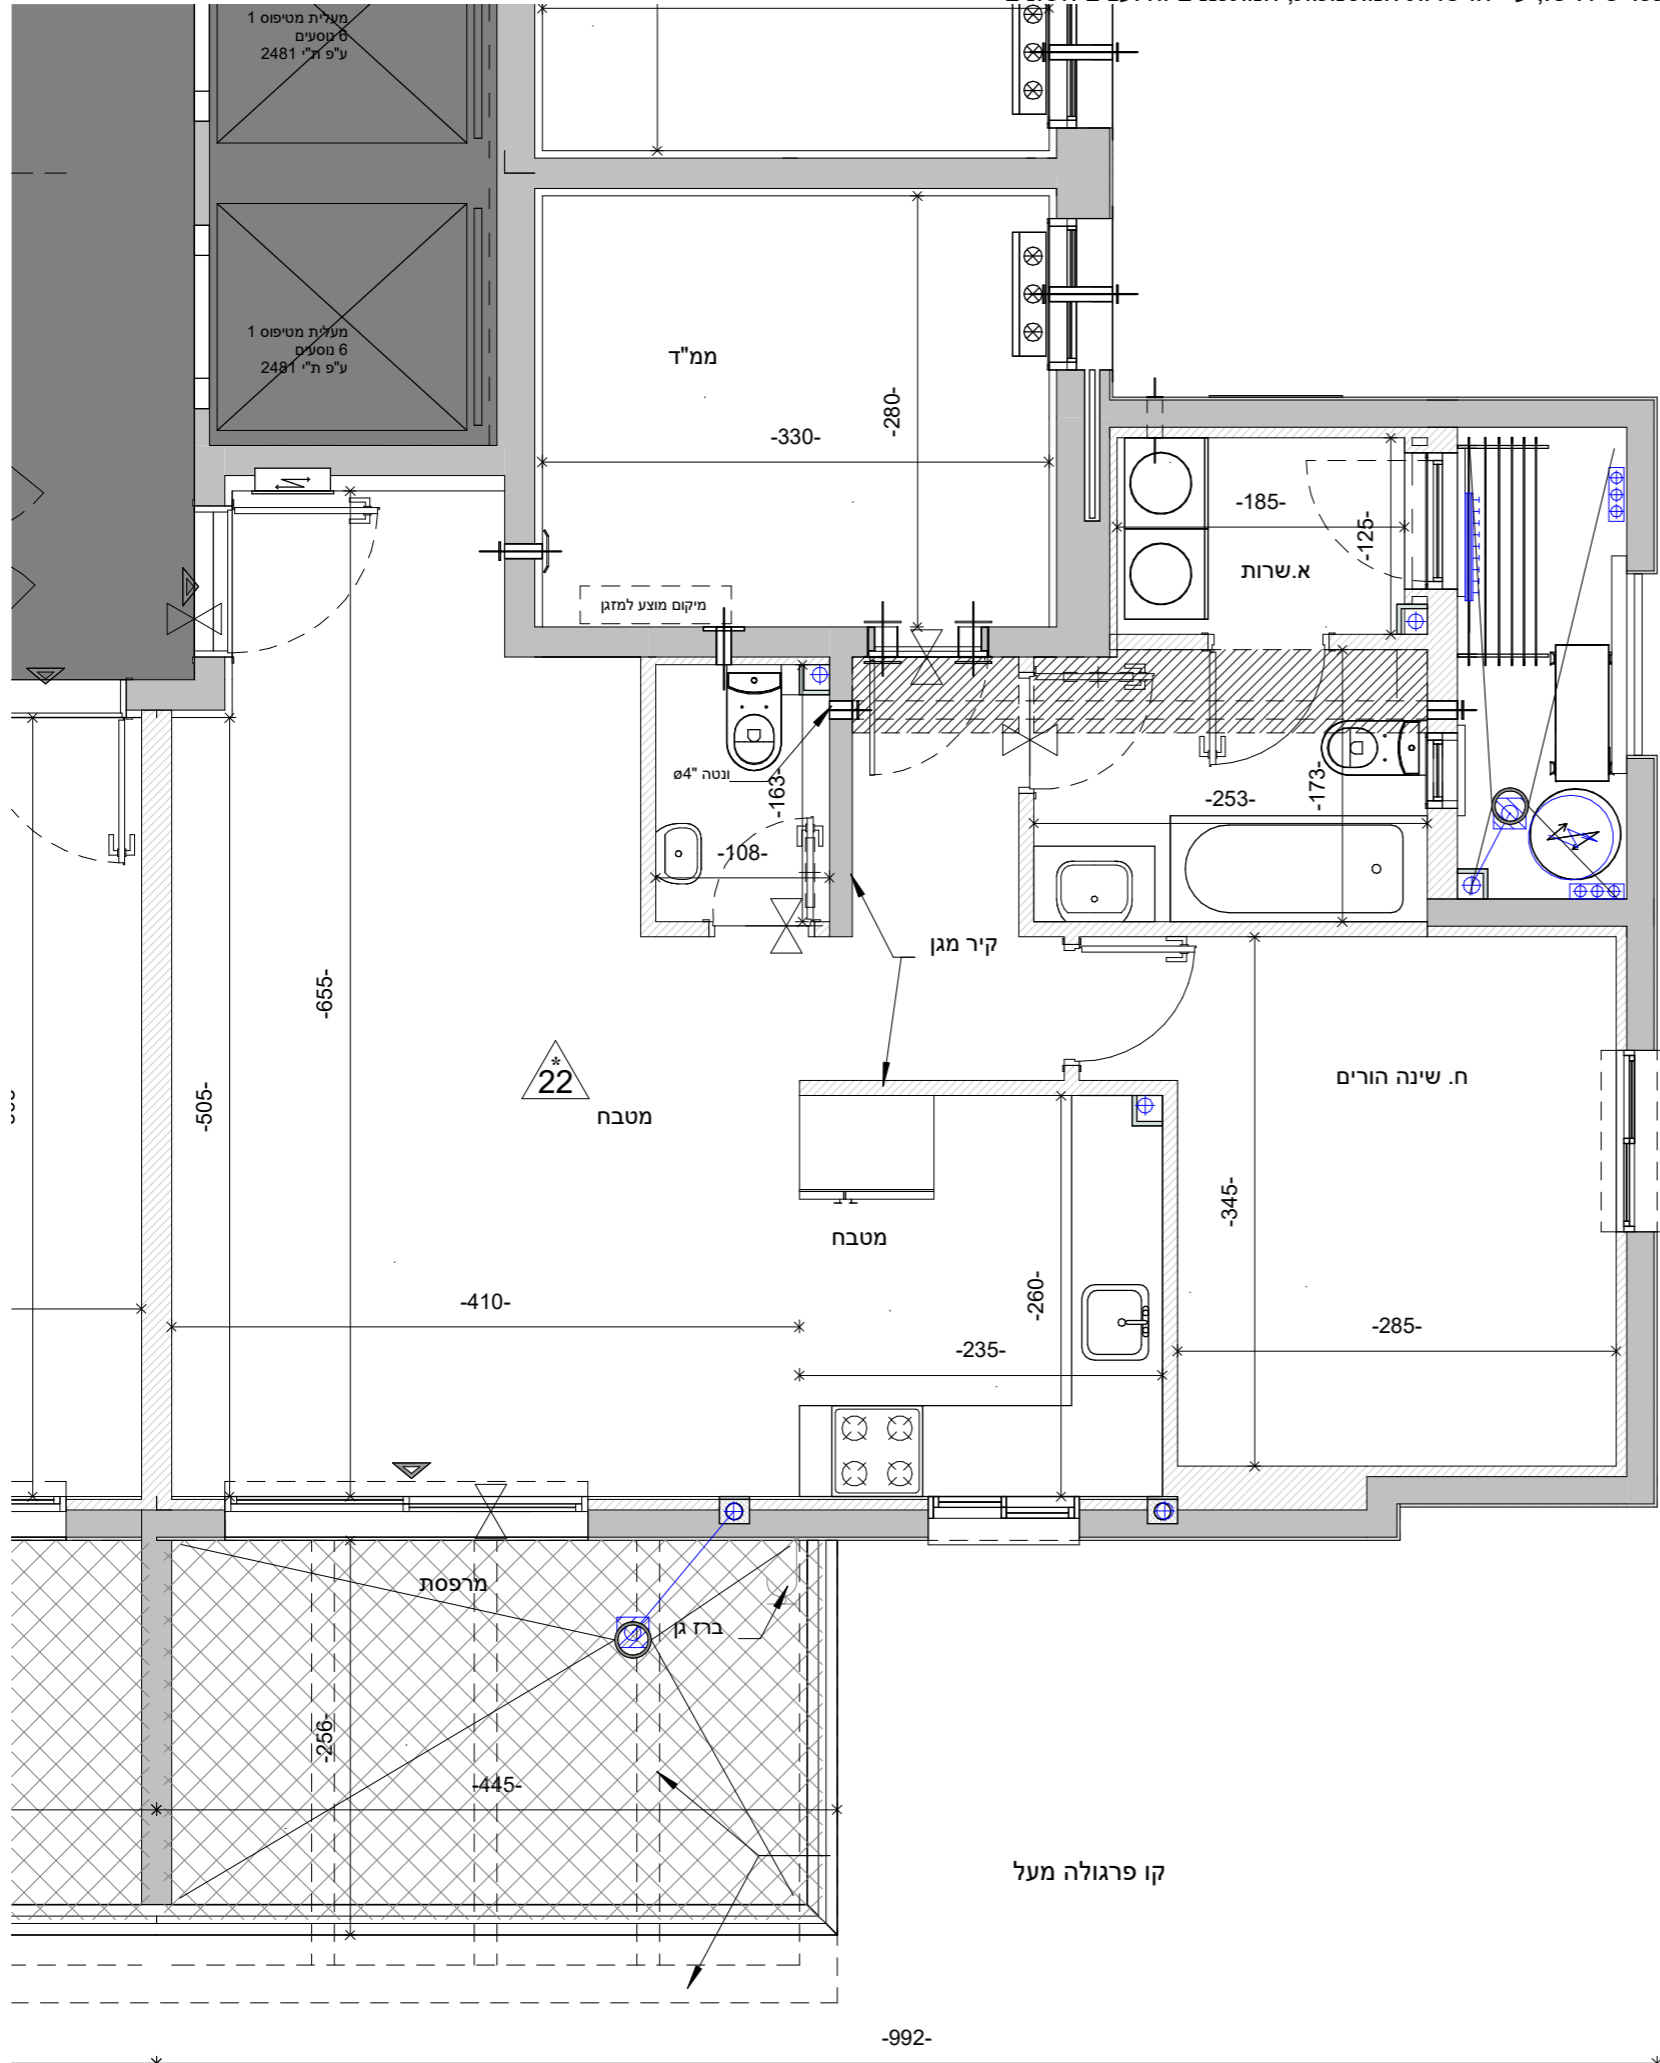 מעלית מטיפוס 1
6 נוסעים
ע"פ ת"י 2481
מעלית מטיפוס 1
6 נוסעים
ע"פ ת"י 2481
ממ"ד
-280-
-330-
-185-
-125-
א.שרות
מיקום מוצע למזגן
ונטה "4ø
-163-
-108-
-253-
-173-
קיר מגן
-655-
-505-
*
22
מטבח
ח. שינה הורים
מטבח
-345-
-410-
-260-
-235-
-285-
מרפסת
ברז גן
-256-
-445-
קו פרגולה מעל
-992-